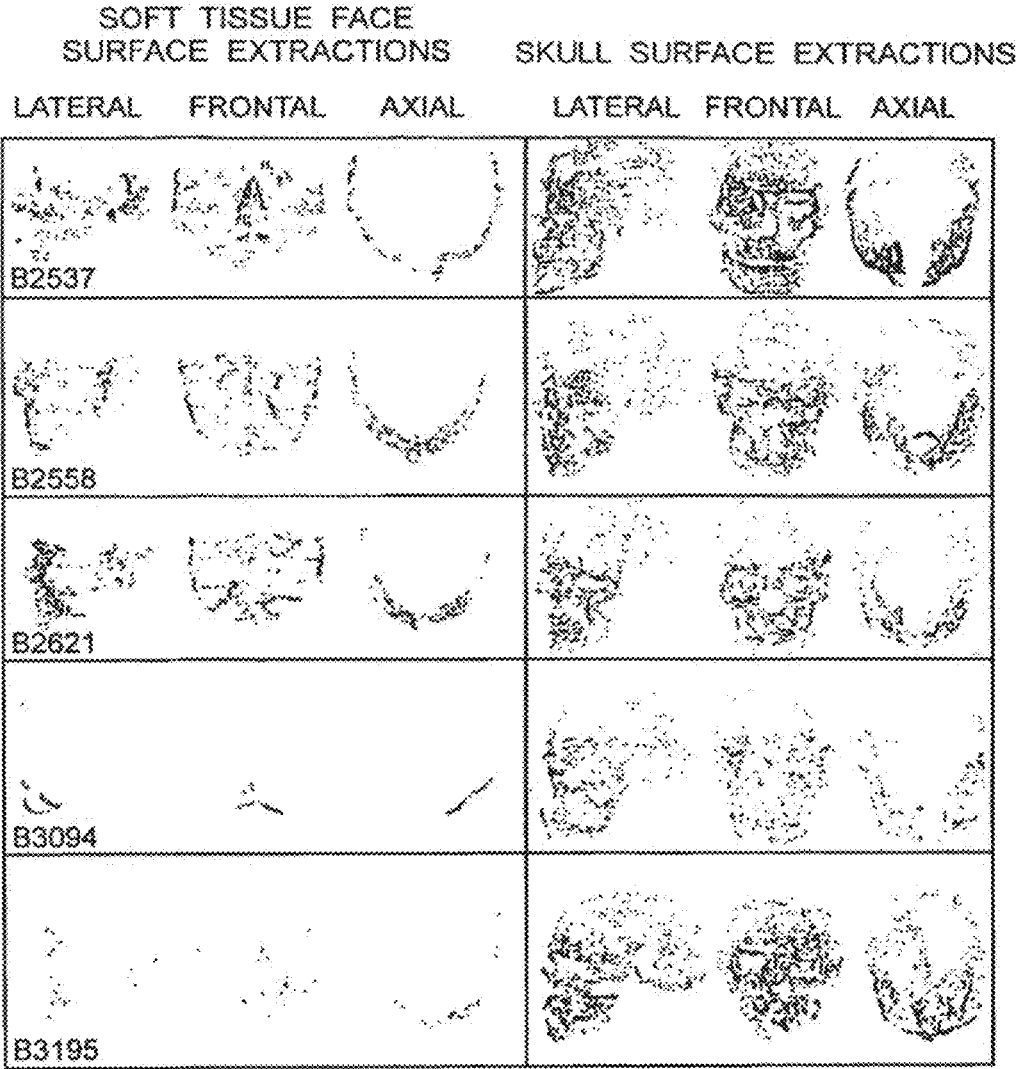 SOFT TISSUE FACE
SURFACE EXTRACTIONS
SKULL SURFACE EXTRACTIONS
LATERAL FRONTAL AXIAL
LATERAL FRONTAL AXIAL
B2537
B2558
B2621
B3094
B3195